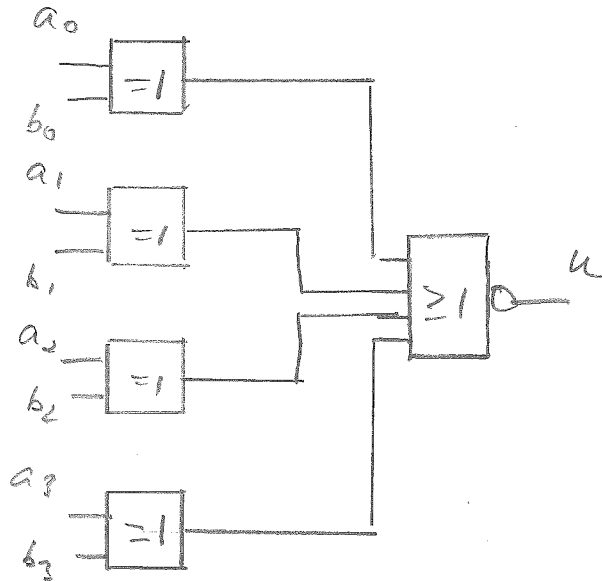 a0
=1
b0
a1
=1
b1
a2
=1
b2
a3
≥1
b3
≥1
u